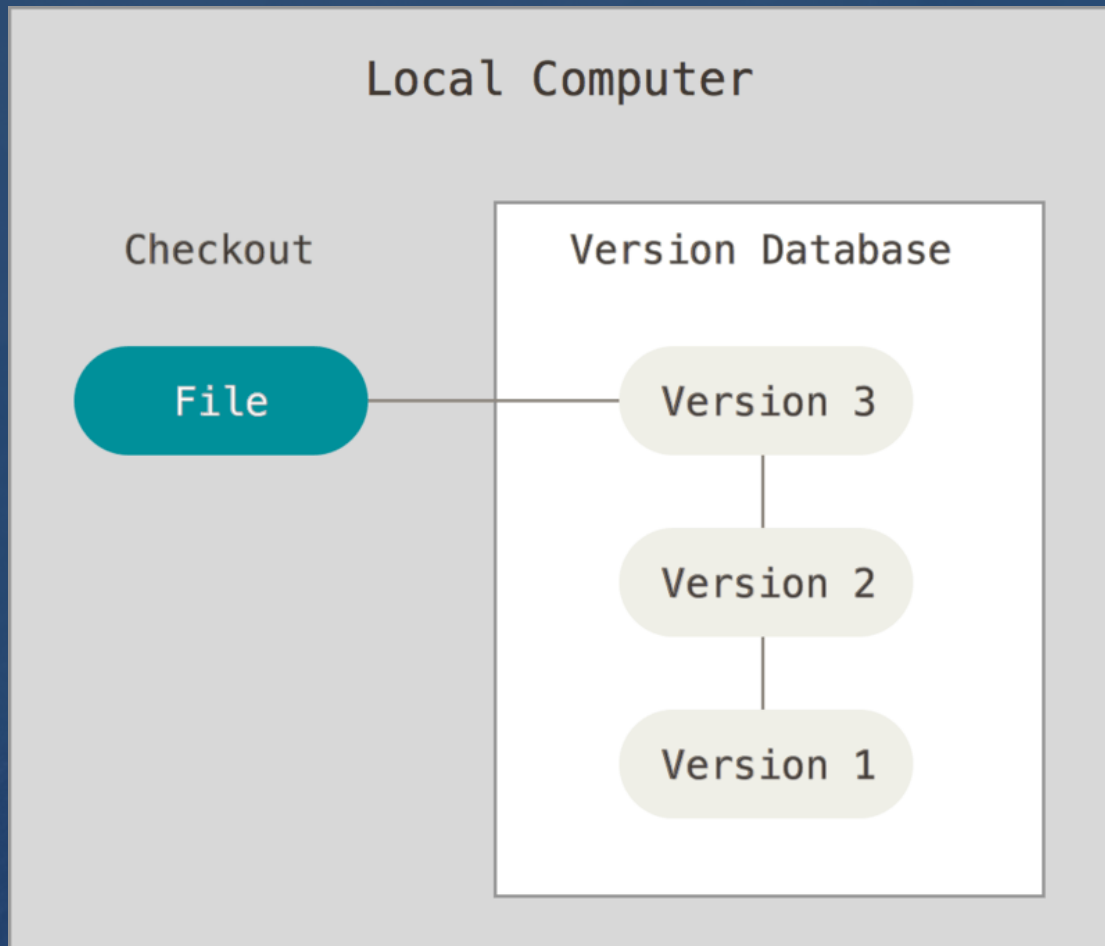 Local Computer
Checkout
Version Database
File
Version 3
Version 2
Version 1